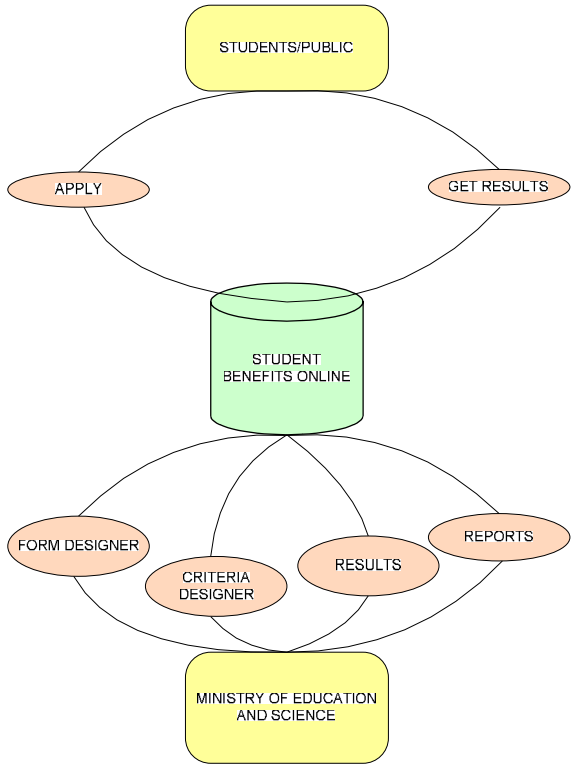 STUDENTS/PUBLIC
APPLY
GET RESULTS
STUDENT
BENEFITS ONLINE
FORM DESIGNER
CRITERIA
DESIGNER
RESULTS
REPORTS
MINISTRY OF EDUCATION
AND SCIENCE